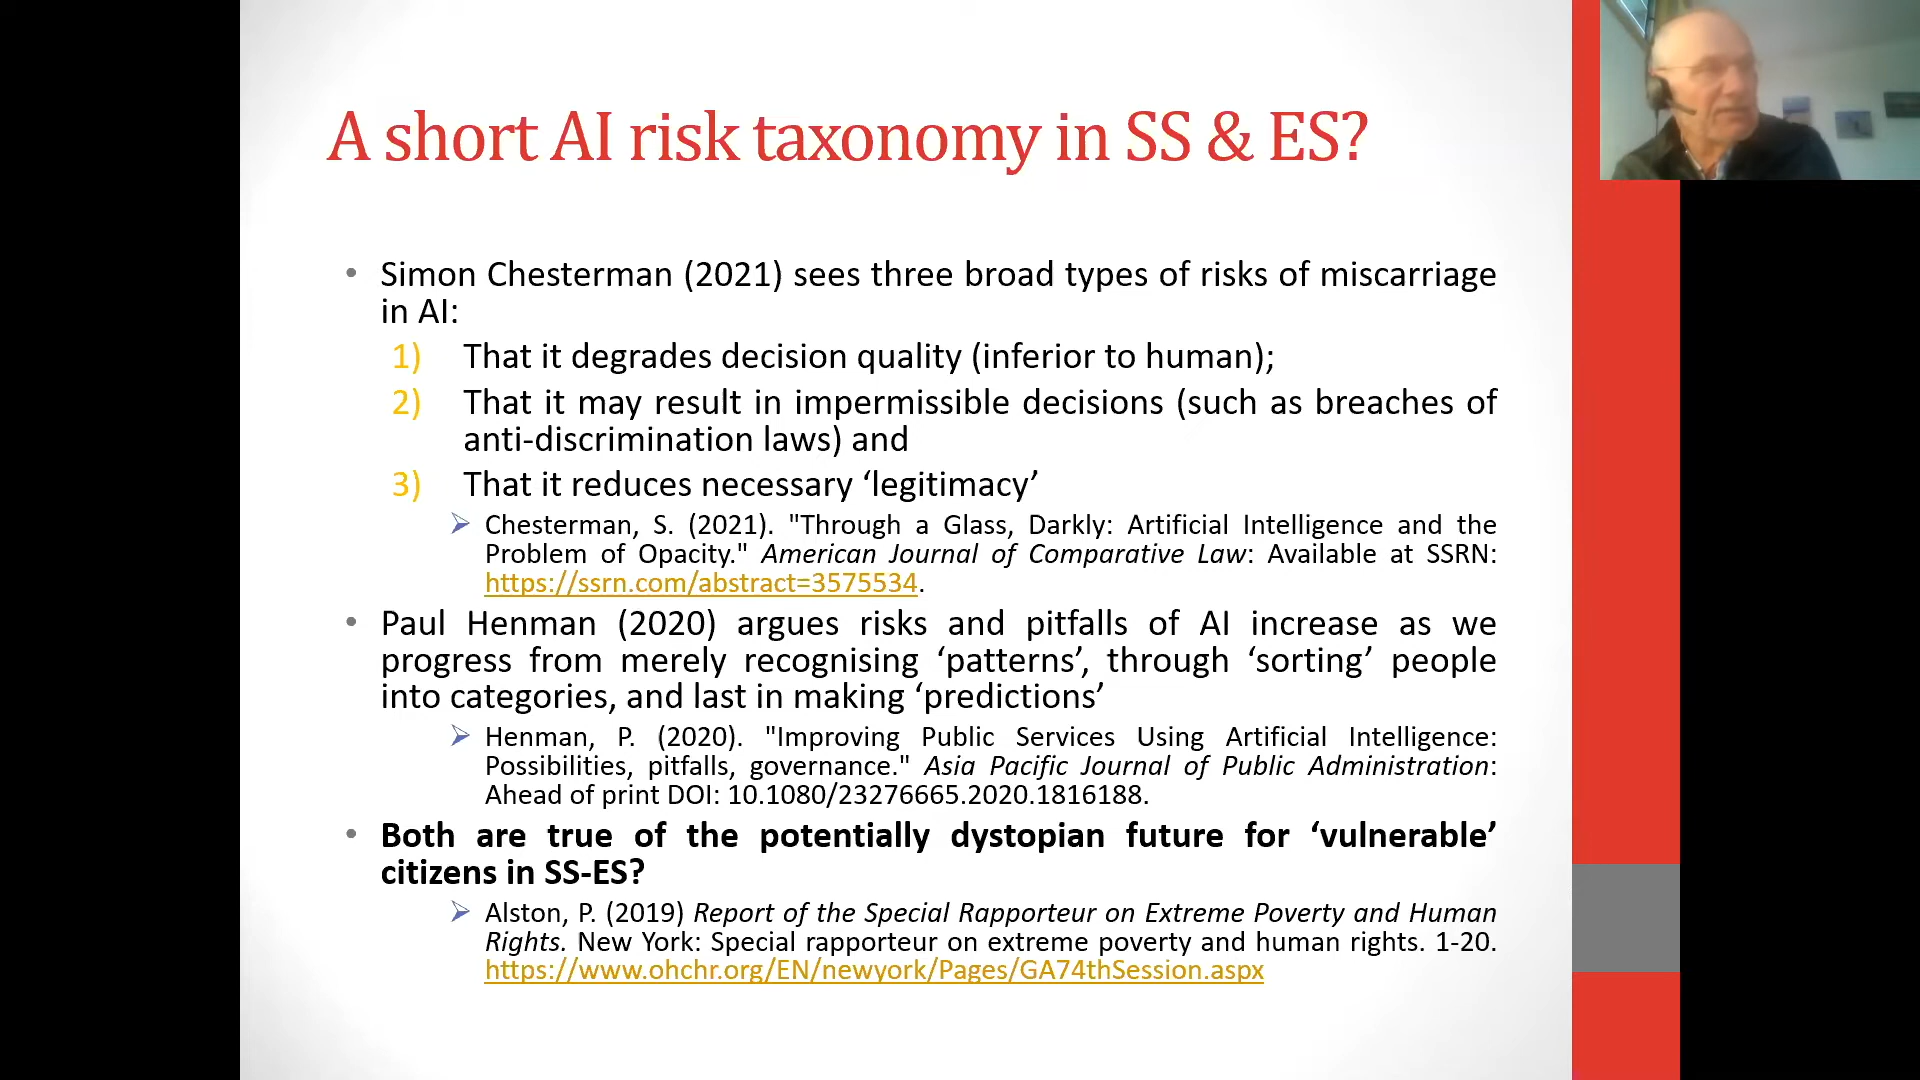 A short AI risk taxonomy in SS & ES?
• Simon Chesterman (2021) sees three broad types of risks of miscarriage
in AI:
1) That it degrades decision quality (inferior to human);
2) That it may result in impermissible decisions (such as breaches of
anti-discrimination laws) and
3) That it reduces necessary ‘legitimacy’
➢ Chesterman, S. (2021). "Through a Glass, Darkly: Artificial Intelligence and the
Problem of Opacity." American Journal of Comparative Law: Available at SSRN:
https://ssrn.com/abstract=3575534.
• Paul Henman (2020) argues risks and pitfalls of AI increase as we
progress from merely recognising ‘patterns’, through ‘sorting’ people
into categories, and last in making ‘predictions’
➢ Henman, P. (2020). "Improving Public Services Using Artificial Intelligence:
Possibilities, pitfalls, governance." Asia Pacific Journal of Public Administration:
Ahead of print DOI: 10.1080/23276665.2020.1816188.
• Both are true of the potentially dystopian future for ‘vulnerable’
citizens in SS-ES?
➢ Alston, P. (2019) Report of the Special Rapporteur on Extreme Poverty and Human
Rights. New York: Special rapporteur on extreme poverty and human rights. 1-20.
https://www.ohchr.org/EN/newyork/Pages/GA74thSession.aspx